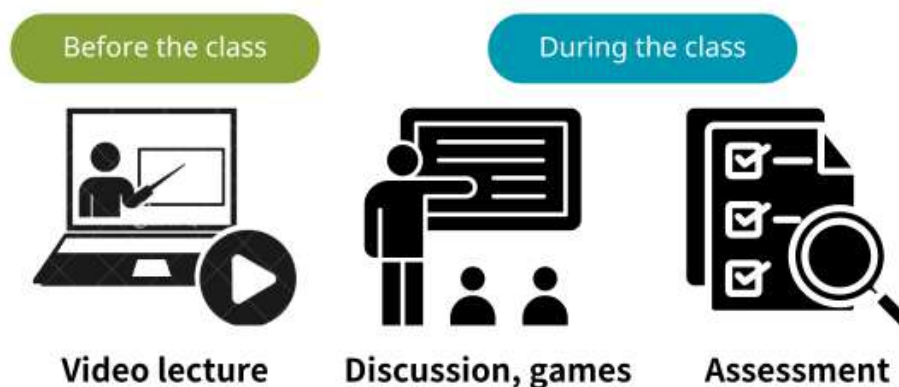 Before the class
During the class
Video lecture
Discussion, games
Assessment